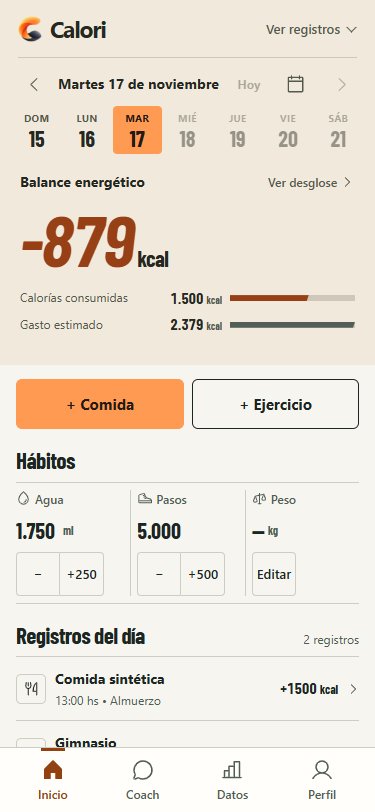 Calori
Ver registros
Martes 17 de noviembre
Hoy
DOM LUN MAR MIÉ JUE VIE SÁB
15 16 17 18 19 20 21
Balance energético
Ver desglose
-879 kcal
Calorías consumidas 1.500 kcal
Gasto estimado 2.379 kcal
+ Comida
+ Ejercicio
Hábitos
Agua Pasos Peso
1.750 ml 5.000 – kg
− +250 − +500 Editar
Registros del día
2 registros
Comida sintética
13:00 hs • Almuerzo
+1500 kcal
Gimnasio
Inicio Coach Datos Perfil